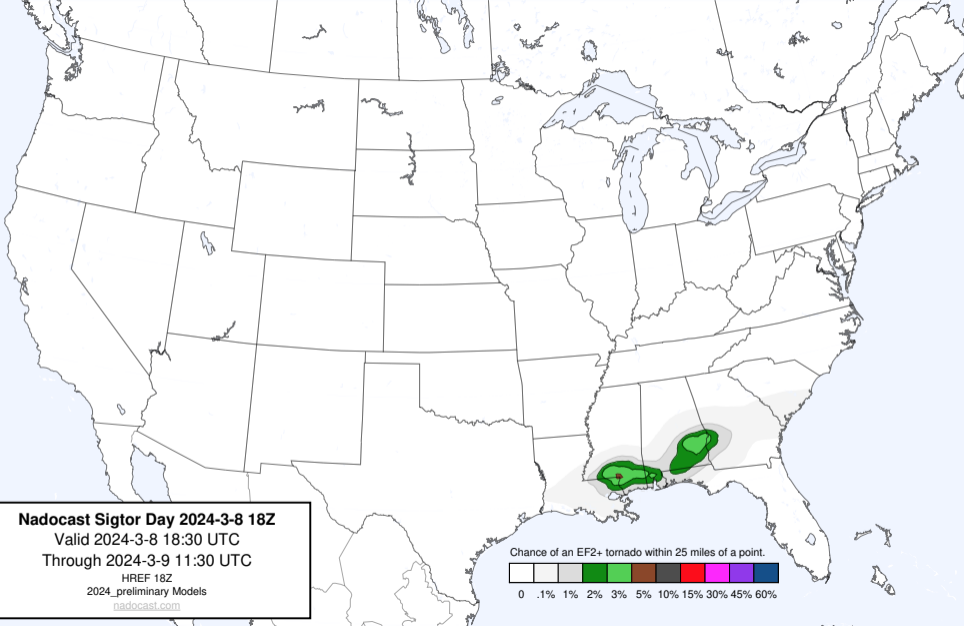 Nadocast Sigtor Day 2024-3-8 18Z
Valid 2024-3-8 18:30 UTC
Through 2024-3-9 11:30 UTC
HREF 18Z
2024_preliminary Models
nadocast.com
Chance of an EF2+ tornado within 25 miles of a point.
0 .1% 1% 2% 3% 5% 10% 15% 30% 45% 60%